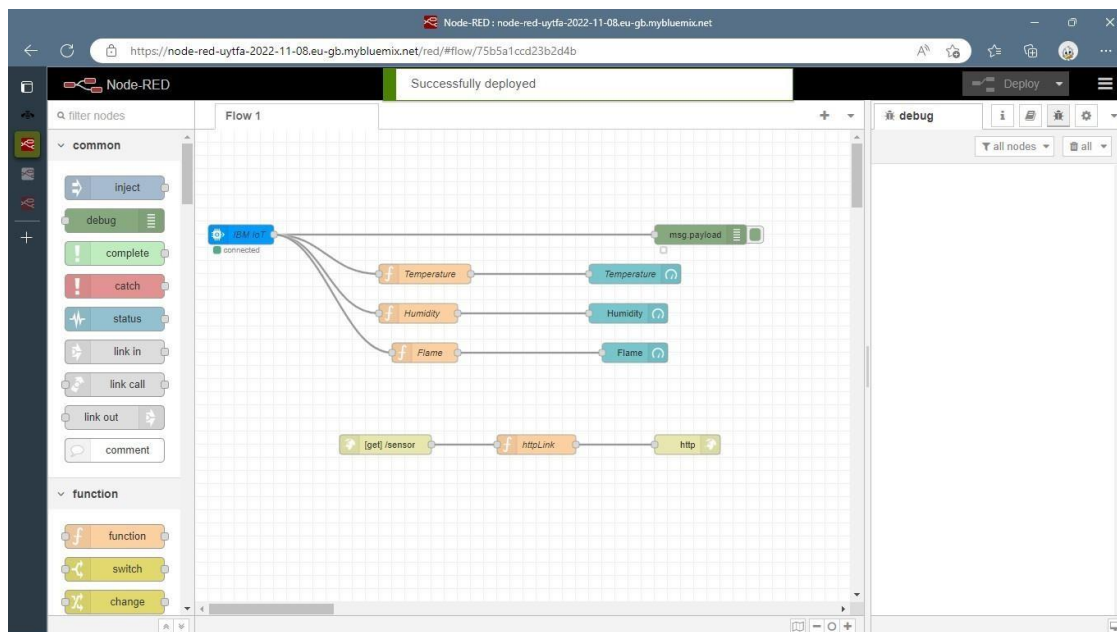 Node-RED : node-red-uytfa-2022-11-08.eu-gb.mybluemix.net
https://node-red-uytfa-2022-11-08.eu-gb.mybluemix.net/red/#flow/75b5a1ccd23b2d4b
Node-RED
Successfully deployed
Deploy
filter nodes
Flow 1
debug
common
all nodes
all
inject
debug
complete
catch
status
link in
link call
link out
comment
function
function
switch
change
IBM IoT
connected
msg.payload
Temperature
Temperature
Humidity
Humidity
Flame
Flame
[get] /sensor
httpLink
http